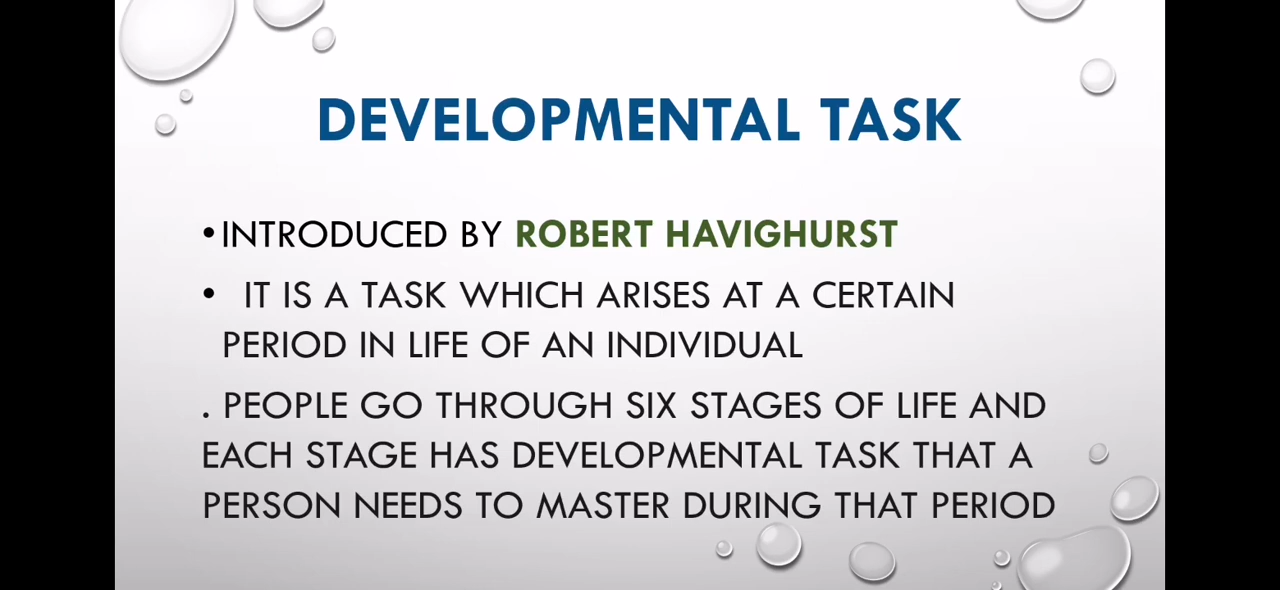 DEVELOPMENTAL TASK
•INTRODUCED BY ROBERT HAVIGHURST
• IT IS A TASK WHICH ARISES AT A CERTAIN
PERIOD IN LIFE OF AN INDIVIDUAL
. PEOPLE GO THROUGH SIX STAGES OF LIFE AND
EACH STAGE HAS DEVELOPMENTAL TASK THAT A
PERSON NEEDS TO MASTER DURING THAT PERIOD